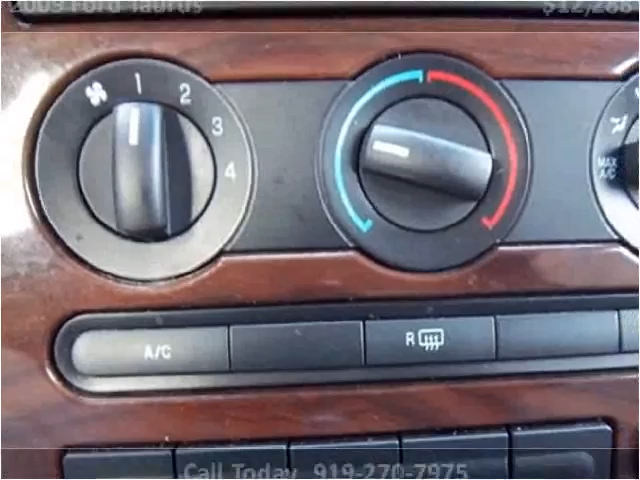 2009 Ford Taurus $12,288
1 2 3 4
MAX A/C
A/C R
Call Today 919-270-7975